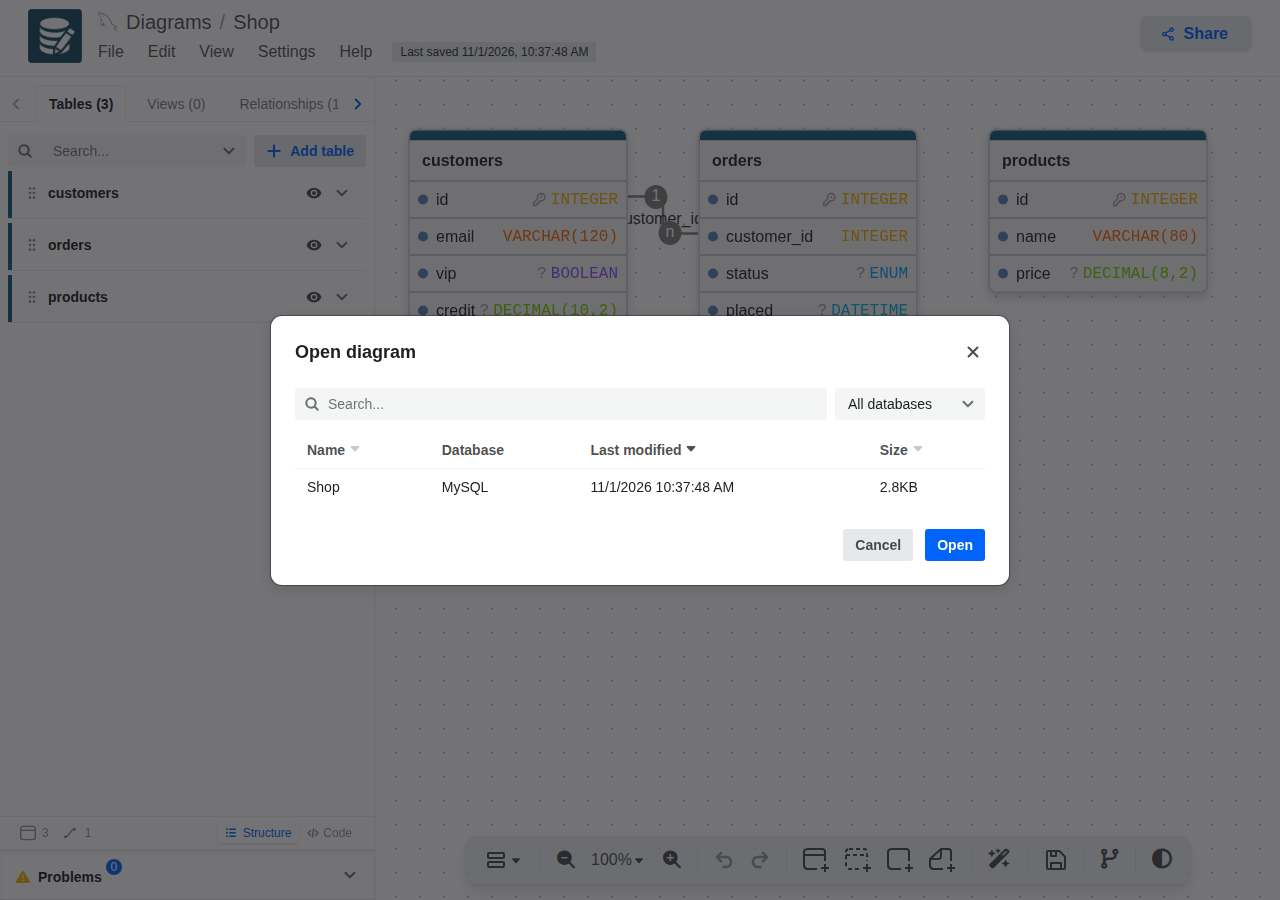 Diagrams / Shop
File Edit View Settings Help Last saved 11/1/2026, 10:37:48 AM
Share
Tables (3) Views (0) Relationships (1
Search... Add table
customers
orders
products
customers
id INTEGER
email VARCHAR(120)
vip ? BOOLEAN
credit ? DECIMAL(10,2)
1
n
orders
id INTEGER
customer_id INTEGER
status ? ENUM
placed ? DATETIME
products
id INTEGER
name VARCHAR(80)
price ? DECIMAL(8,2)
Open diagram
Search... All databases
Name Database Last modified Size
Shop MySQL 11/1/2026 10:37:48 AM 2.8KB
Cancel Open
3 1 Structure Code
Problems 0
100%